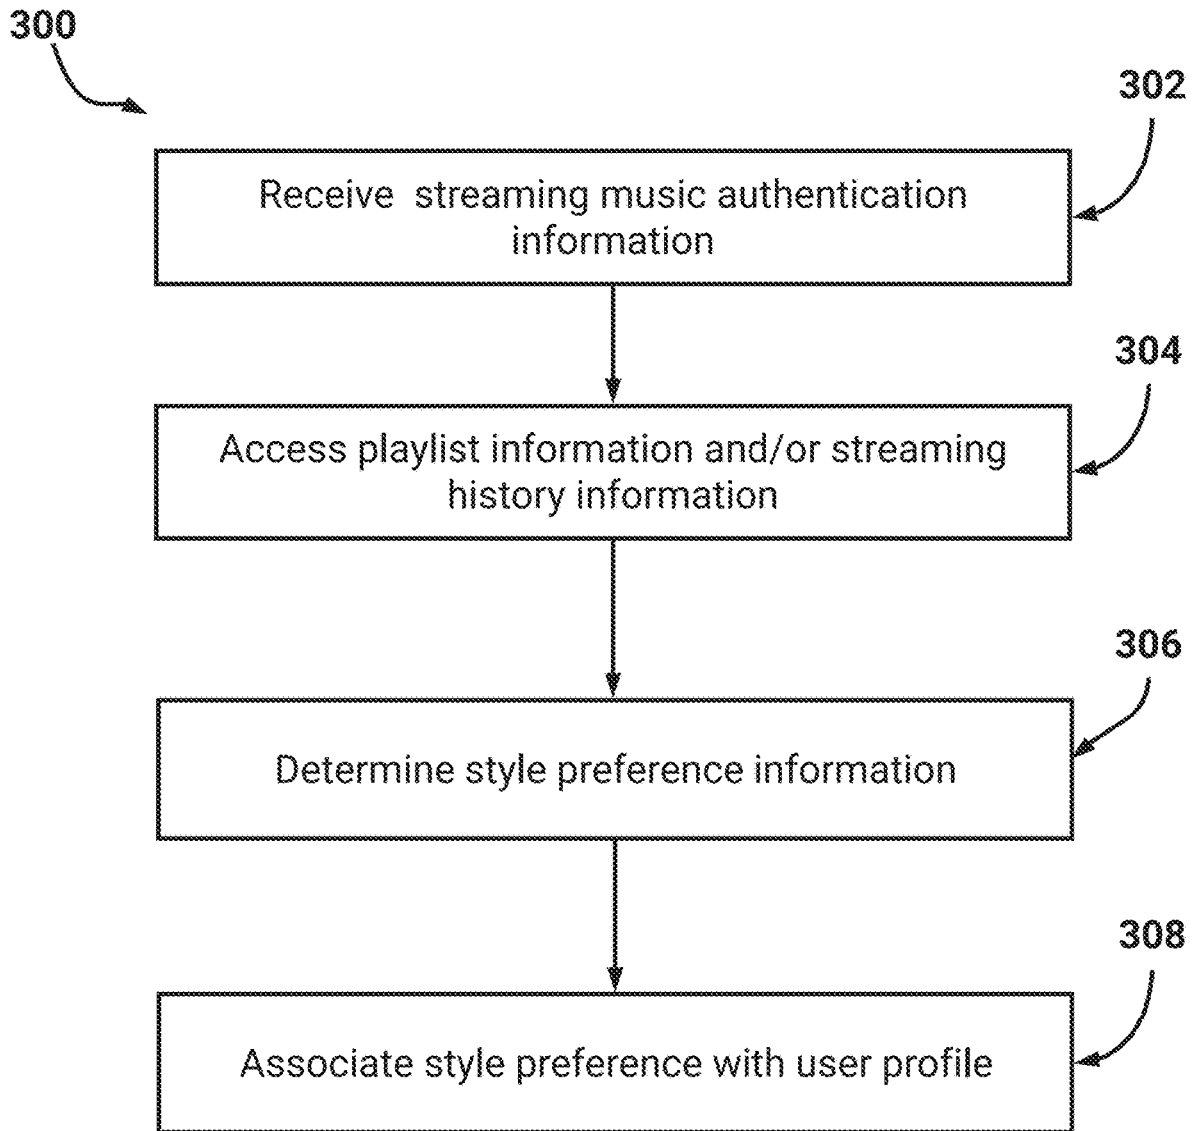 300
302
Receive streaming music authentication
information
304
Access playlist information and/or streaming
history information
306
Determine style preference information
308
Associate style preference with user profile